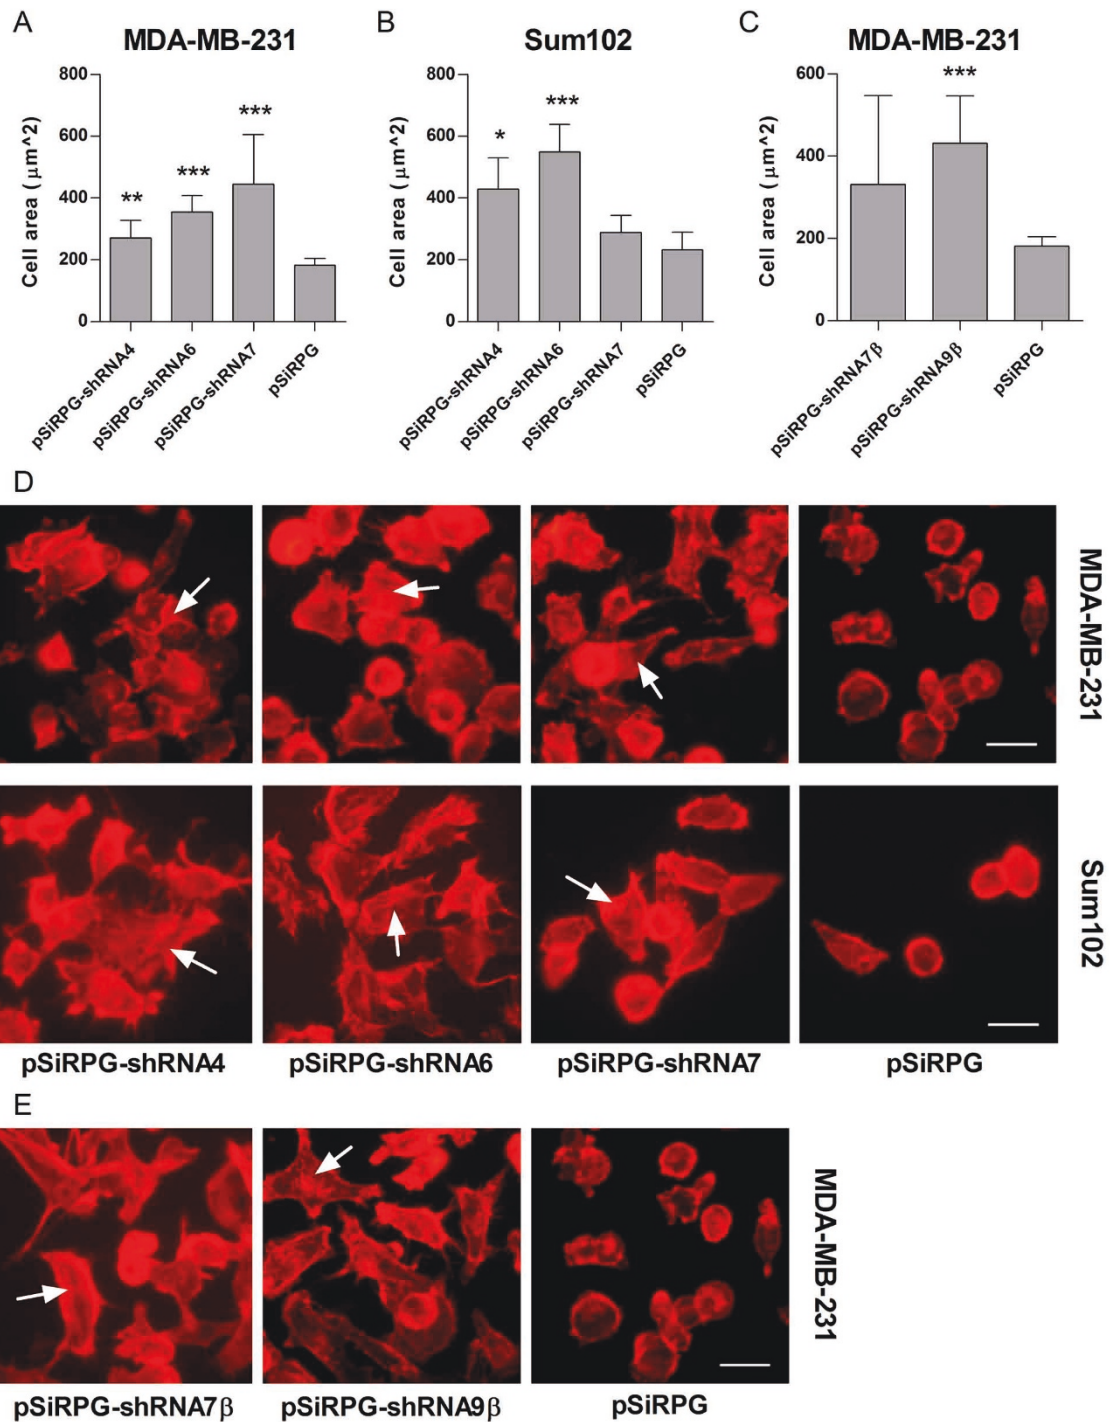 A
MDA-MB-231
Cell area (μm^2)
800
600
400
200
0
**
***
***
pSiRPG-shRNA4
pSiRPG-shRNA6
pSiRPG-shRNA7
pSiRPG
B
Sum102
Cell area (μm^2)
800
600
400
200
0
*
***
pSiRPG-shRNA4
pSiRPG-shRNA6
pSiRPG-shRNA7
pSiRPG
C
MDA-MB-231
Cell area (μm^2)
600
400
200
0
***
pSiRPG-shRNA7β
pSiRPG-shRNA9β
pSiRPG
D
MDA-MB-231
Sum102
pSiRPG-shRNA4 pSiRPG-shRNA6 pSiRPG-shRNA7 pSiRPG
E
MDA-MB-231
pSiRPG-shRNA7β pSiRPG-shRNA9β pSiRPG